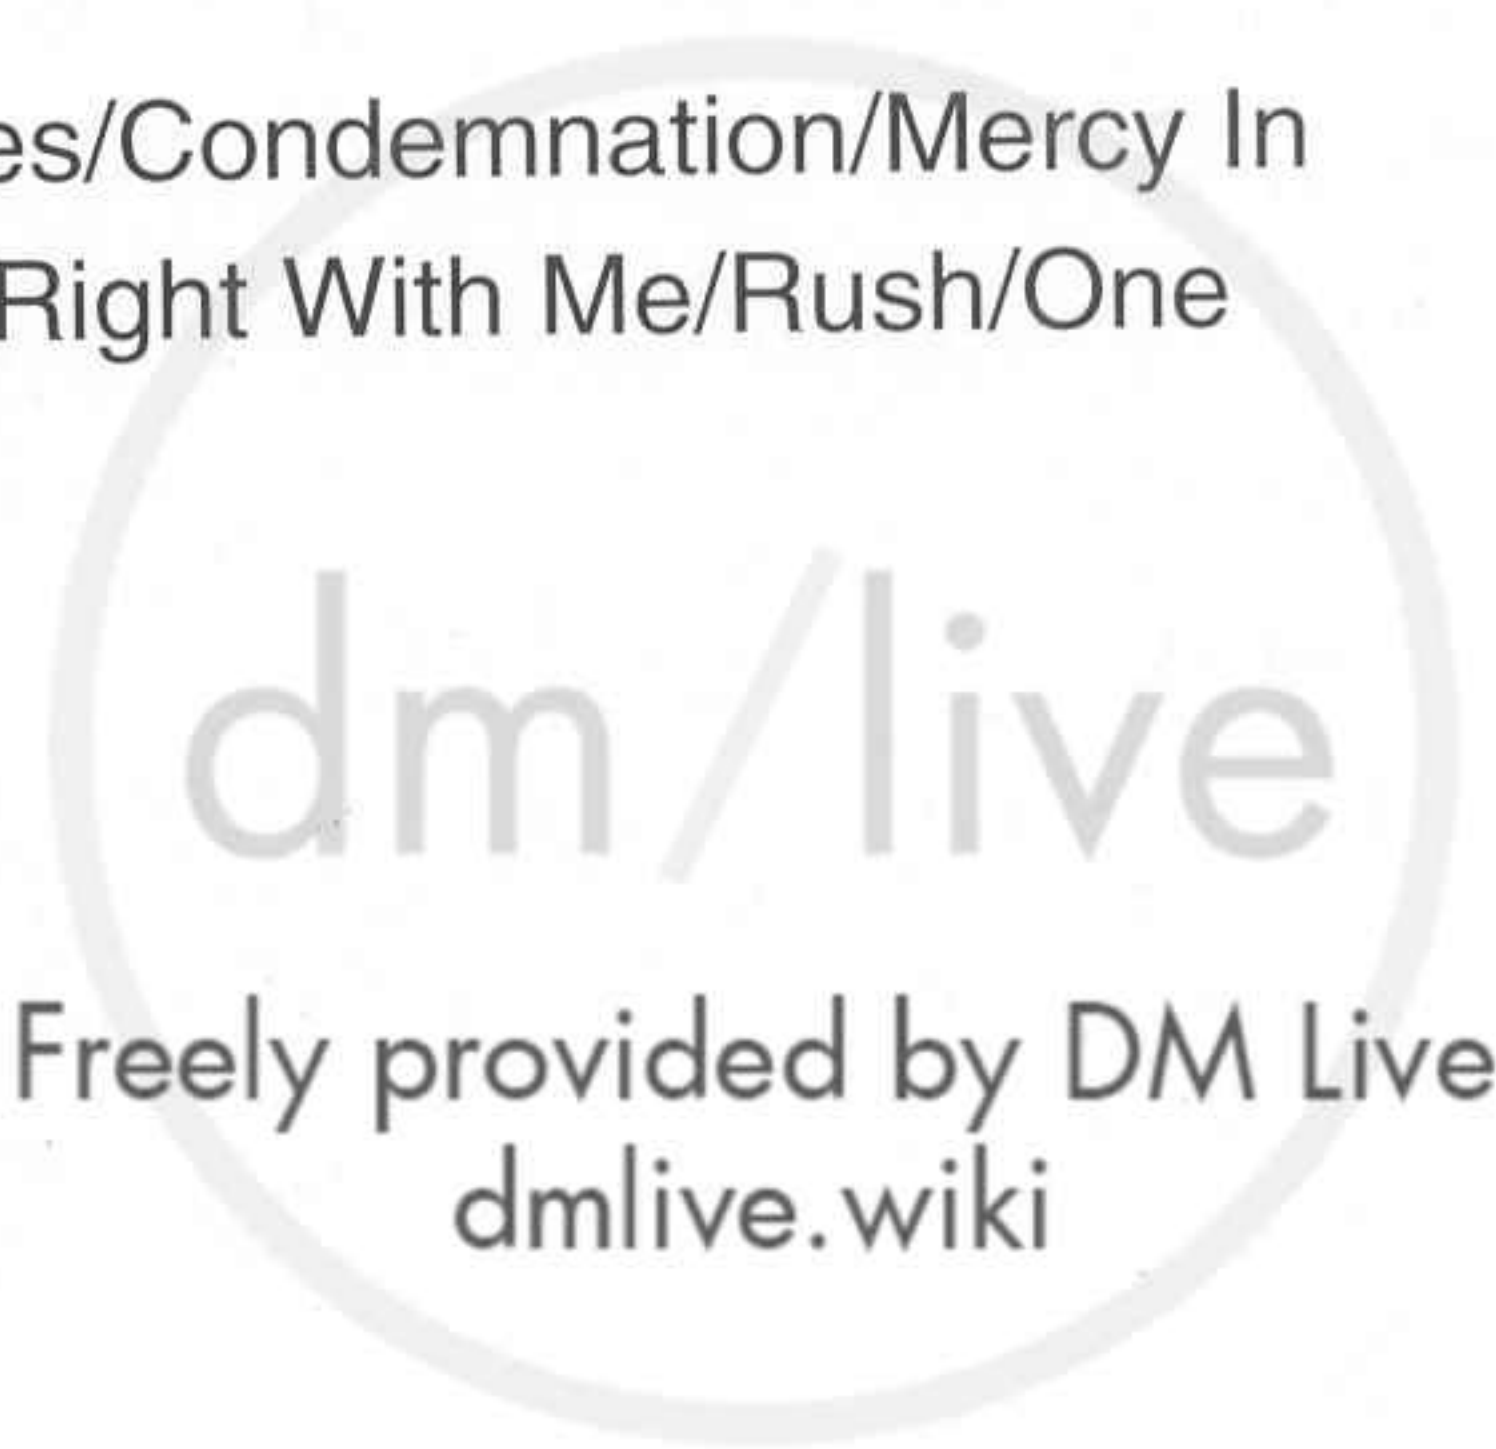 es/Condemnation/Mercy In
Right With Me/Rush/One
dm/live
Freely provided by DM Live
dmlive.wiki